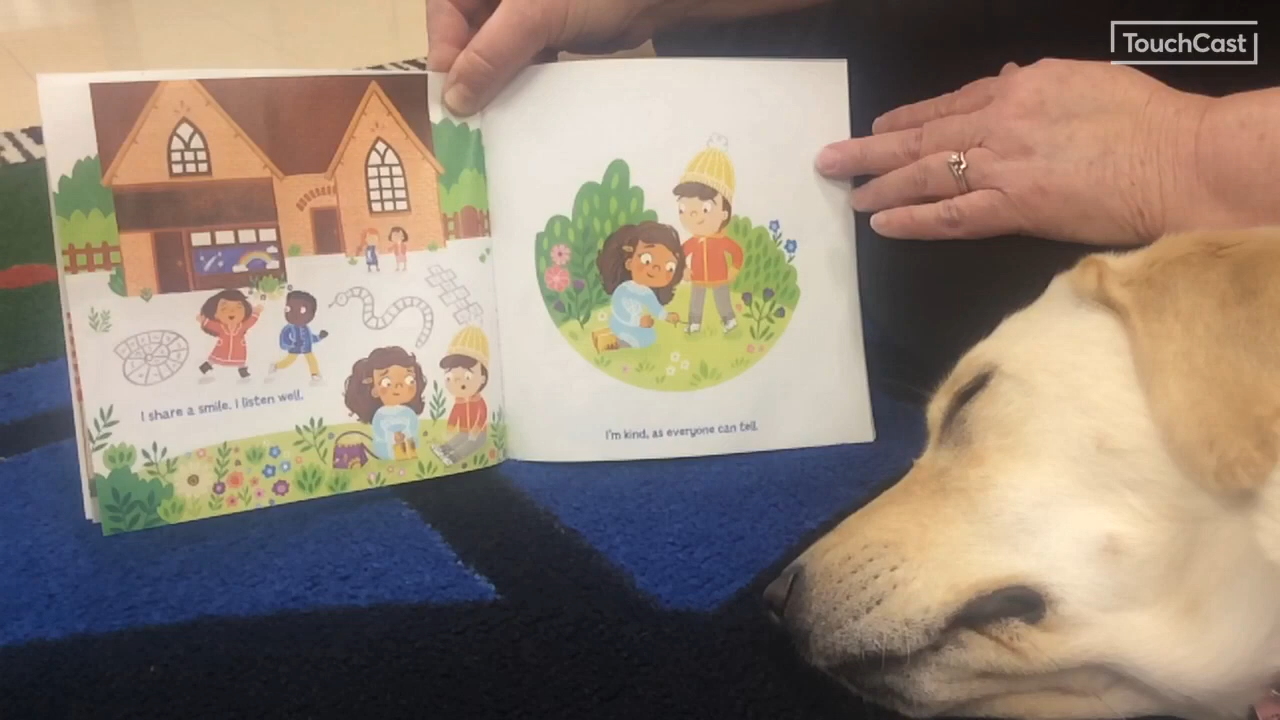 TouchCast
I share a smile. I listen well.
I'm kind, as everyone can tell.